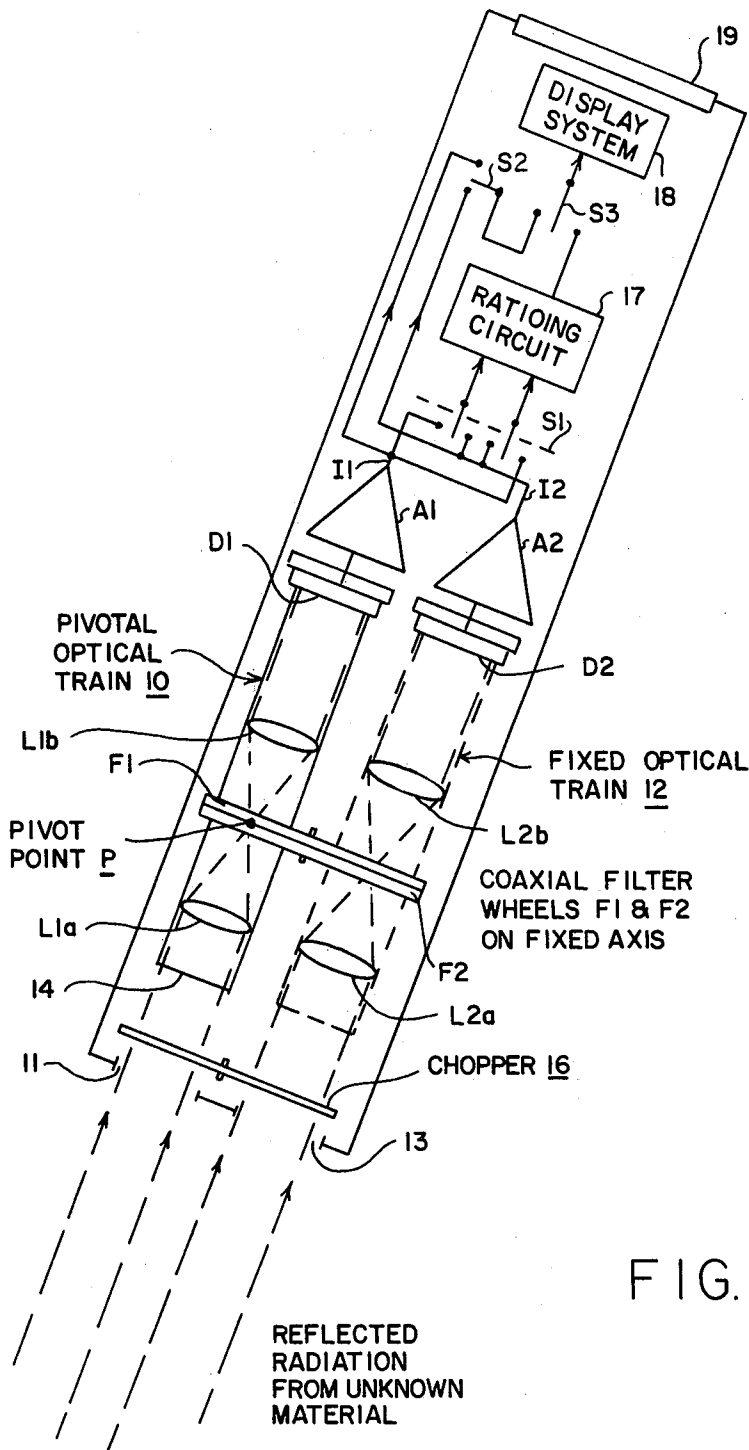 19
DISPLAY
SYSTEM
18
S2
S3
17
RATIOING
CIRCUIT
S1
I1
I2
A1
A2
D1
D2
PIVOTAL
OPTICAL
TRAIN 10
L1b
FIXED OPTICAL
TRAIN 12
F1
L2b
PIVOT
POINT P
COAXIAL FILTER
WHEELS F1 & F2
ON FIXED AXIS
L1a
F2
14
L2a
CHOPPER 16
11
13
FIG.
REFLECTED
RADIATION
FROM UNKNOWN
MATERIAL